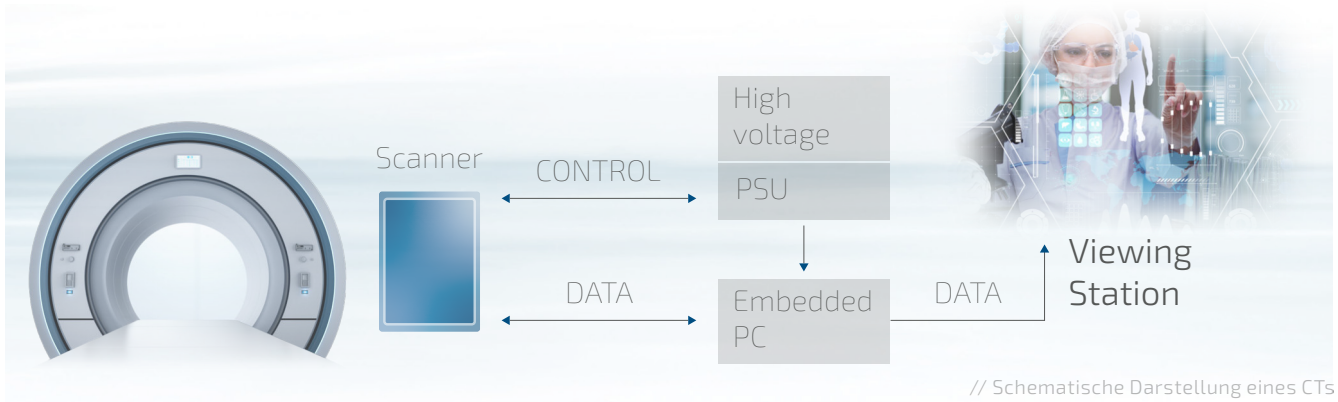 Scanner
CONTROL
High
voltage
PSU
DATA
Embedded
PC
DATA
Viewing
Station
// Schematische Darstellung eines CTs